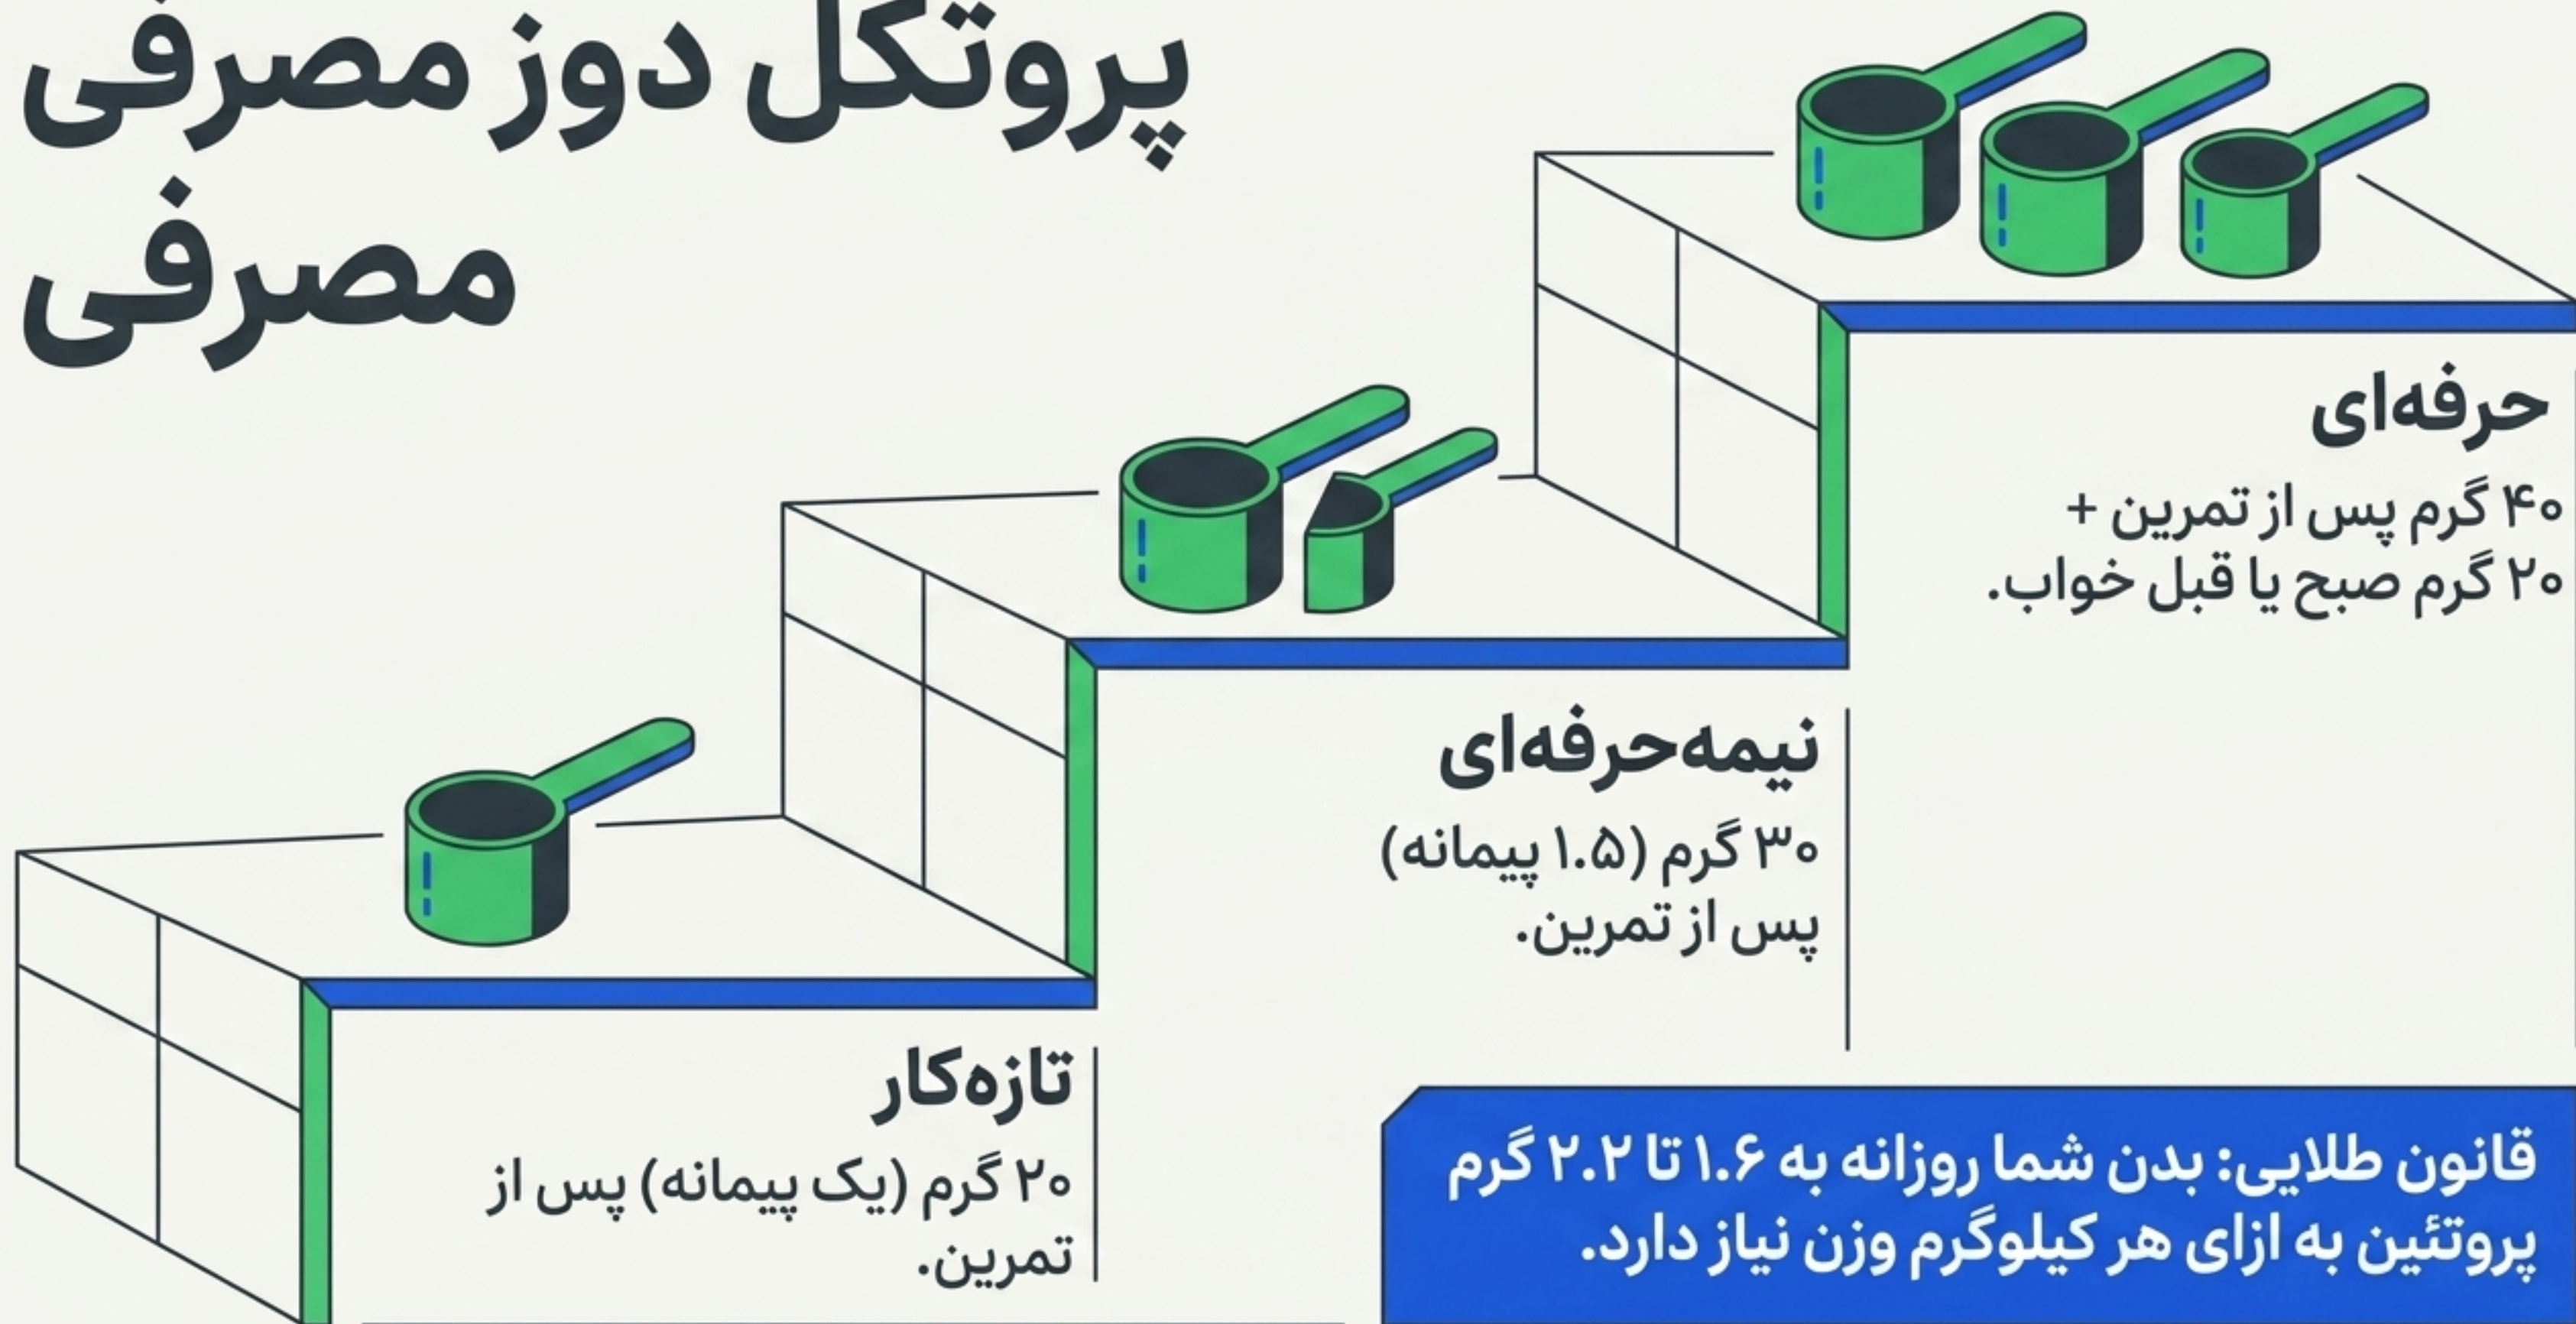 پروتکل دوز مصرفی
مصرفی
حرفه‌ای
۴۰ گرم پس از تمرین +
۲۰ گرم صبح یا قبل خواب.
نیمه‌حرفه‌ای
۳۰ گرم (۱.۵ پیمانه)
پس از تمرین.
تازه‌کار
۲۰ گرم (یک پیمانه) پس از
تمرین.
قانون طلایی: بدن شما روزانه به ۱.۶ تا ۲.۲ گرم
پروتئین به ازای هر کیلوگرم وزن نیاز دارد.